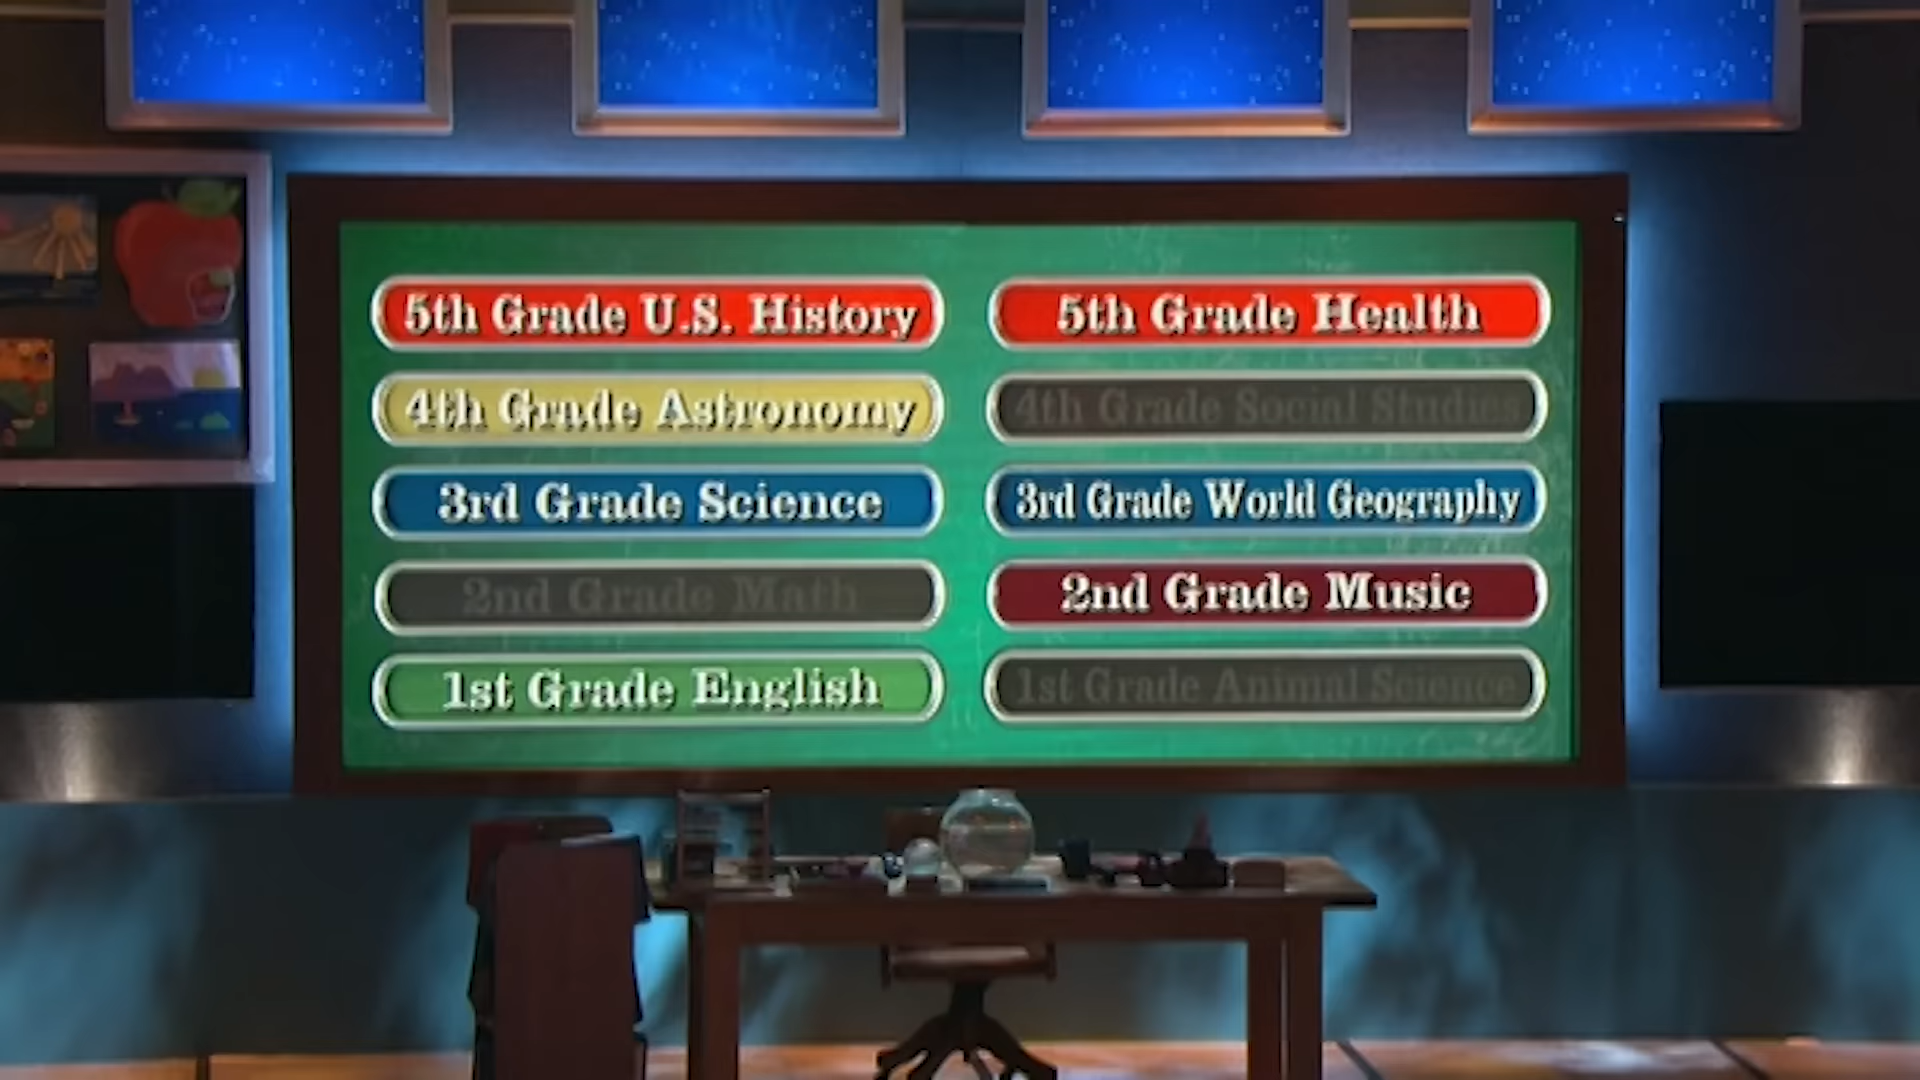 5th Grade U.S. History
5th Grade Health
4th Grade Astronomy
4th Grade Social Studies
3rd Grade Science
3rd Grade World Geography
2nd Grade Math
2nd Grade Music
1st Grade English
1st Grade Animal Science